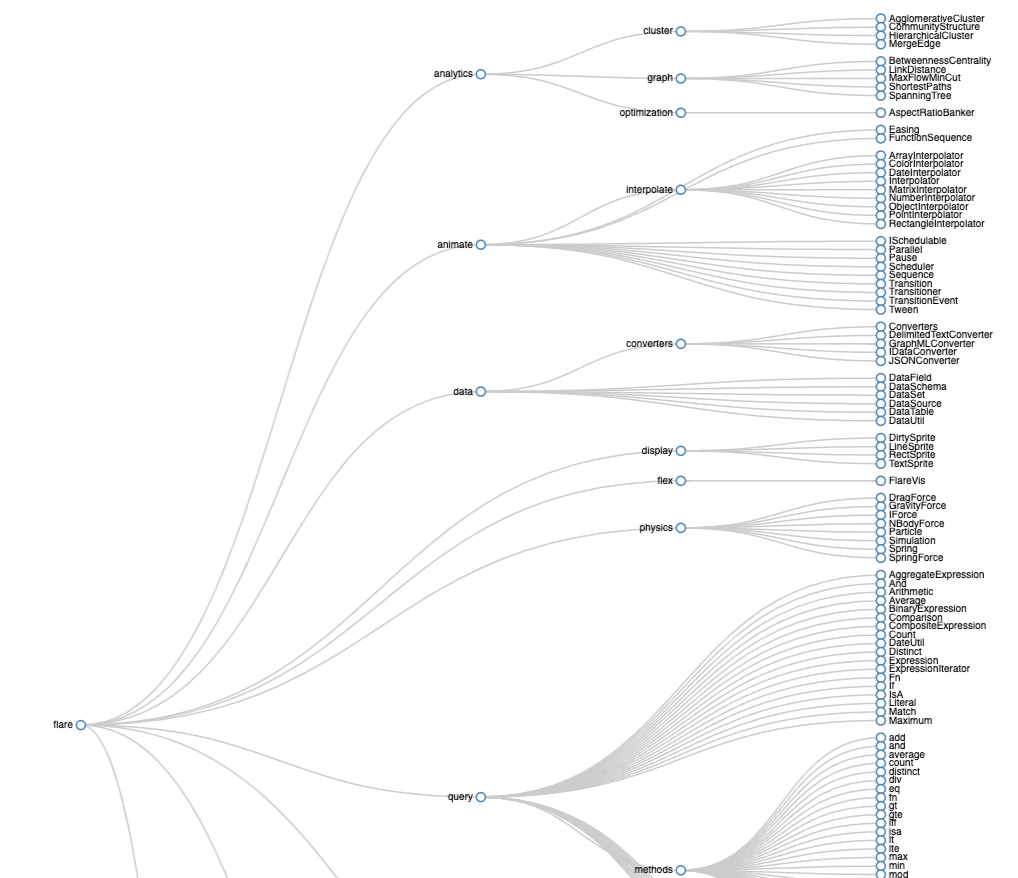 AgglomerativeCluster
CommunityStructure
HierarchicalCluster
MergeEdge
cluster
BetweennessCentrality
LinkDistance
MaxFlowMinCut
ShortestPaths
SpanningTree
graph
analytics
AspectRatioBanker
optimization
Easing
FunctionSequence
ArrayInterpolator
ColorInterpolator
DateInterpolator
Interpolator
MatrixInterpolator
NumberInterpolator
ObjectInterpolator
PointInterpolator
RectangleInterpolator
interpolate
animate
ISchedulable
Parallel
Pause
Scheduler
Sequence
Transition
Transitioner
TransitionEvent
Tween
Converters
DelimitedTextConverter
GraphMLConverter
IDataConverter
JSONConverter
converters
data
DataField
DataSchema
DataSet
DataSource
DataTable
DataUtil
DirtySprite
LineSprite
RectSprite
TextSprite
display
flex
FlareVis
DragForce
GravityForce
IForce
NBodyForce
Particle
Simulation
Spring
SpringForce
physics
AggregateExpression
And
Arithmetic
Average
BinaryExpression
Comparison
CompositeExpression
Count
DateUtil
Distinct
Expression
ExpressionIterator
Fn
If
IsA
Literal
Match
Maximum
flare
query
add
and
average
count
distinct
div
eq
fn
gt
gte
iff
isa
lt
lte
max
min
mod
methods